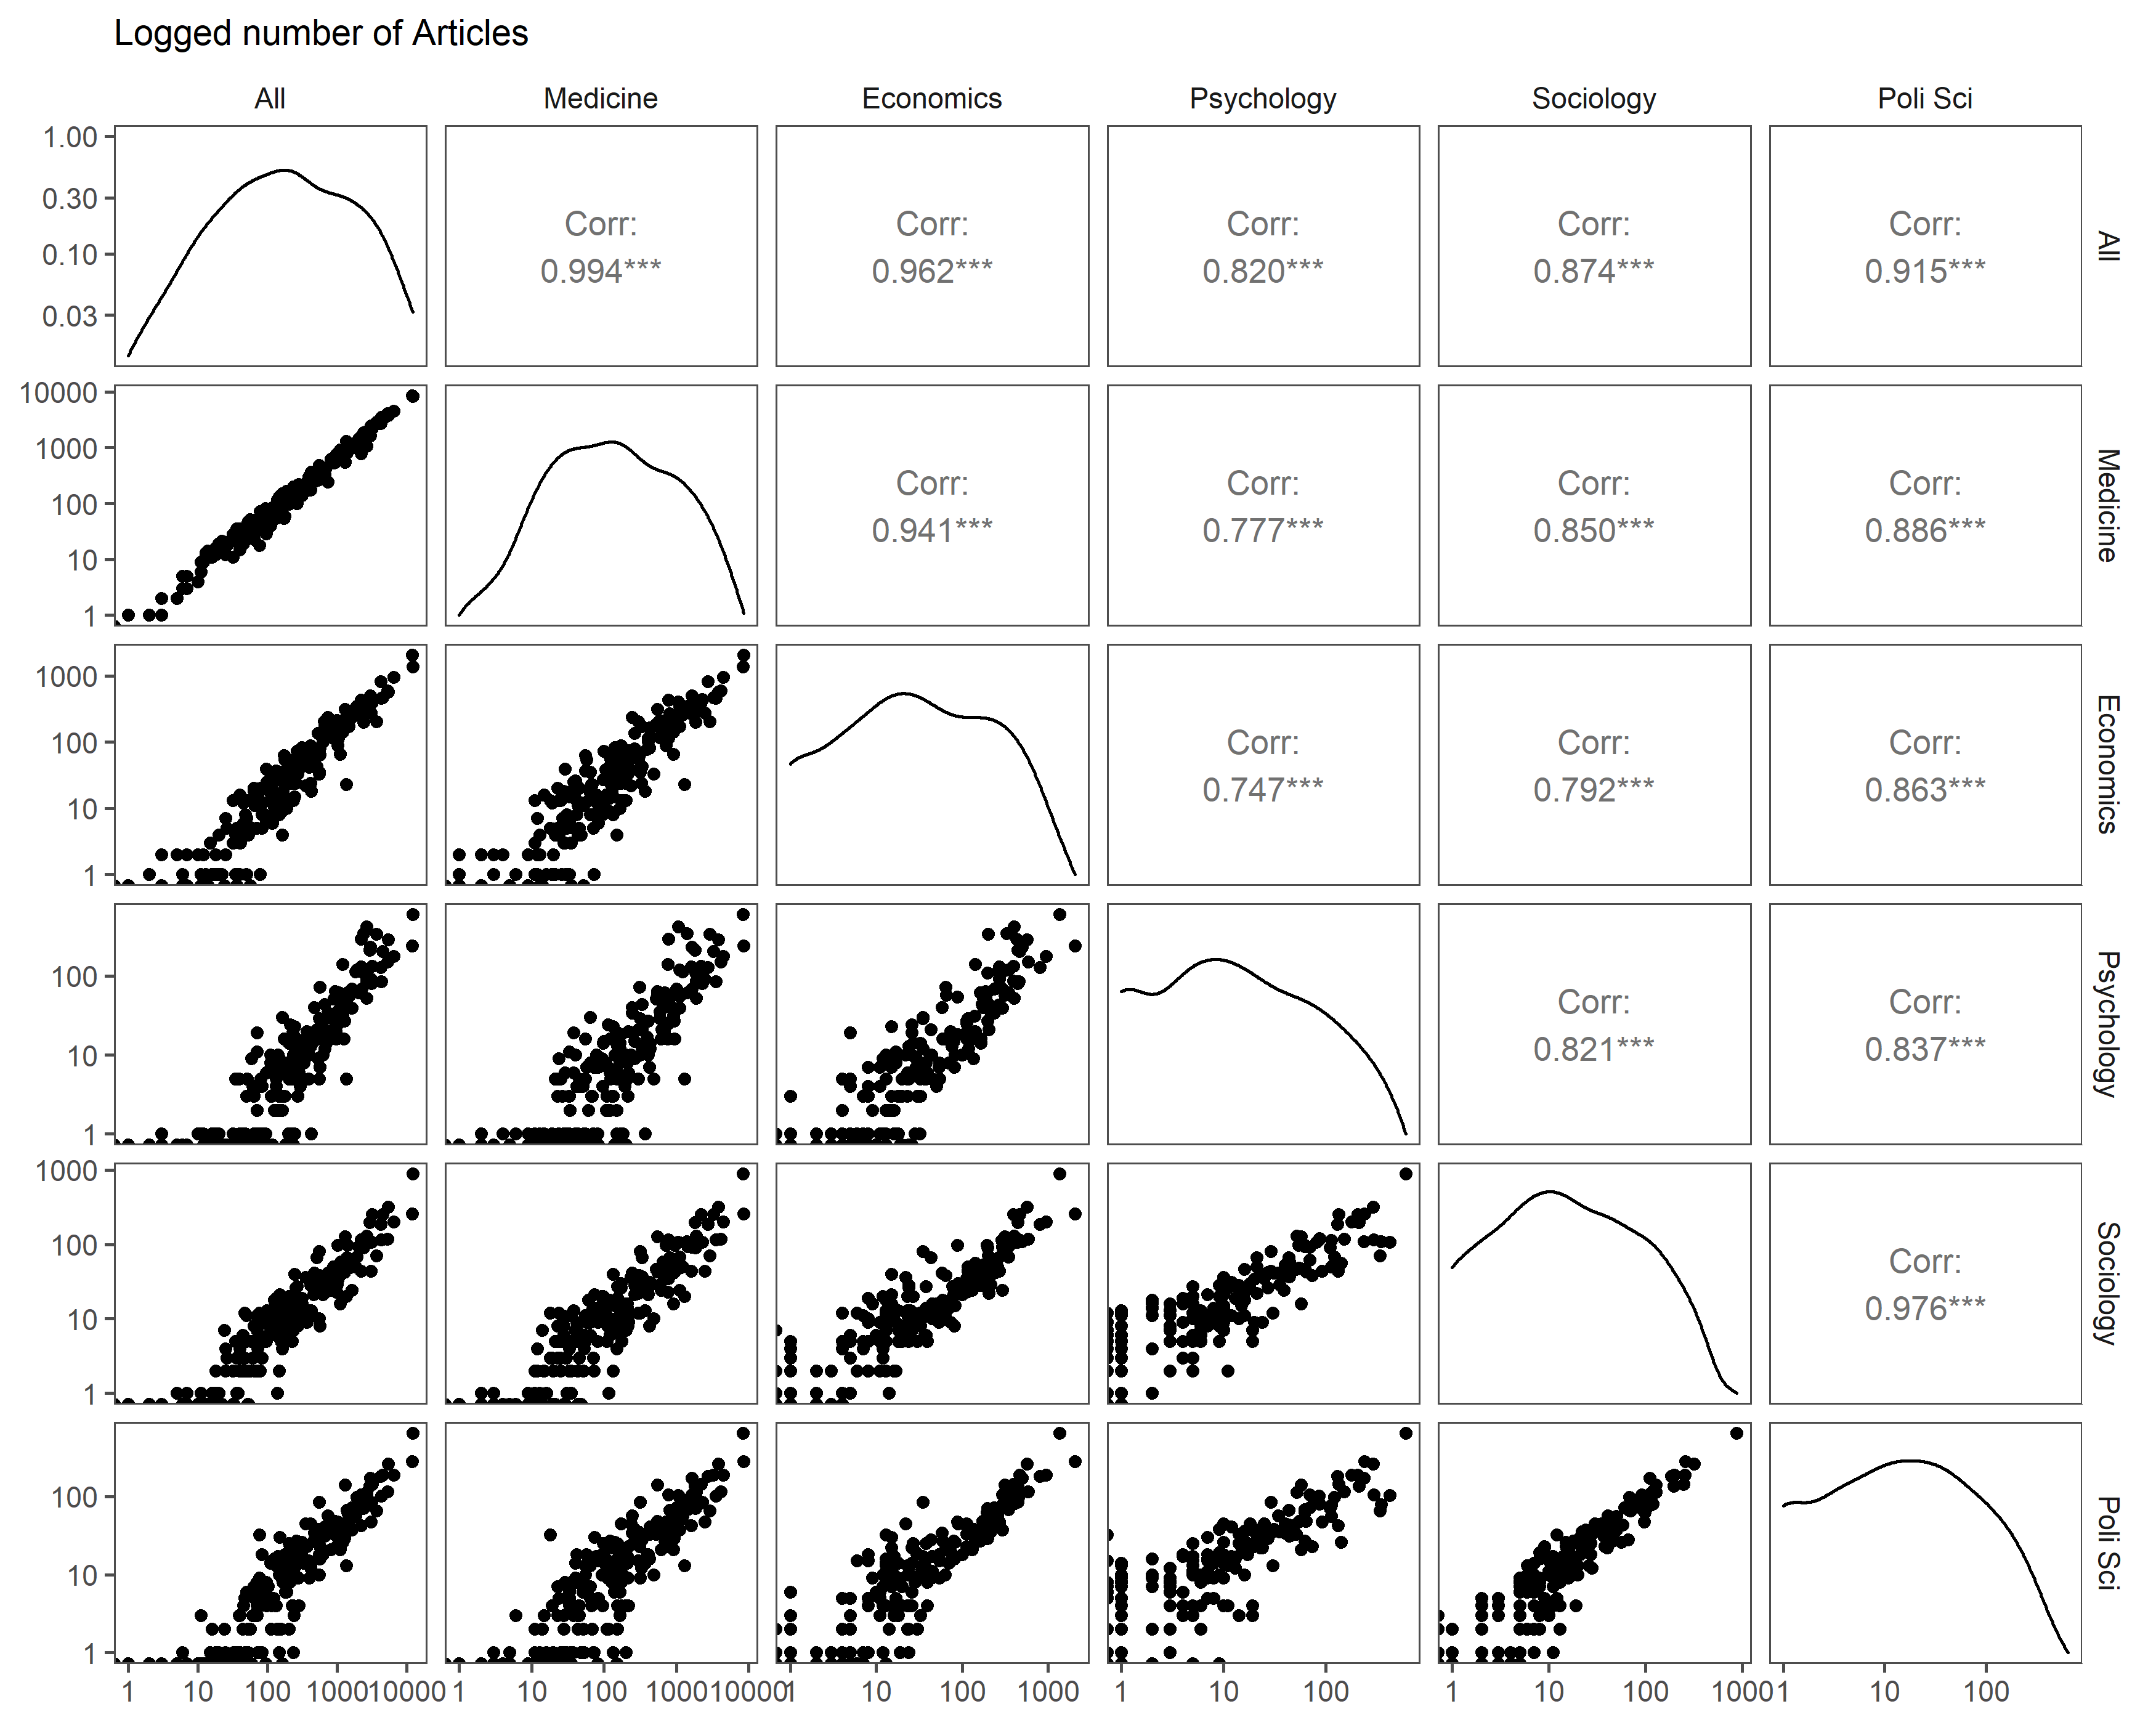 Logged number of Articles
All Medicine Economics Psychology Sociology Poli Sci
1.00
0.30
0.10
0.03
Corr: Corr: Corr: Corr: Corr:
0.994*** 0.962*** 0.820*** 0.874*** 0.915***
All
10000
1000
100
10
1
Corr: Corr: Corr: Corr:
0.941*** 0.777*** 0.850*** 0.886***
Medicine
1000
100
10
1
Corr: Corr: Corr:
0.747*** 0.792*** 0.863***
Economics
100
10
1
Corr: Corr:
0.821*** 0.837***
Psychology
1000
100
10
1
Corr:
0.976***
Sociology
100
10
1
Poli Sci
1 10 100 1000 10000 1 10 100 1000 10000 1 10 100 1000 1 10 100 1 10 100 1000 1 10 100